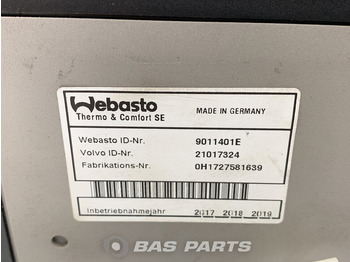 Webasto
Thermo & Comfort SE
MADE IN GERMANY
Webasto ID-Nr. 9011401E
Volvo ID-Nr. 21017324
Fabrikations-Nr. 0H1727581639
Inbetriebnahmejahr 2017 2018 2019
BAS PARTS